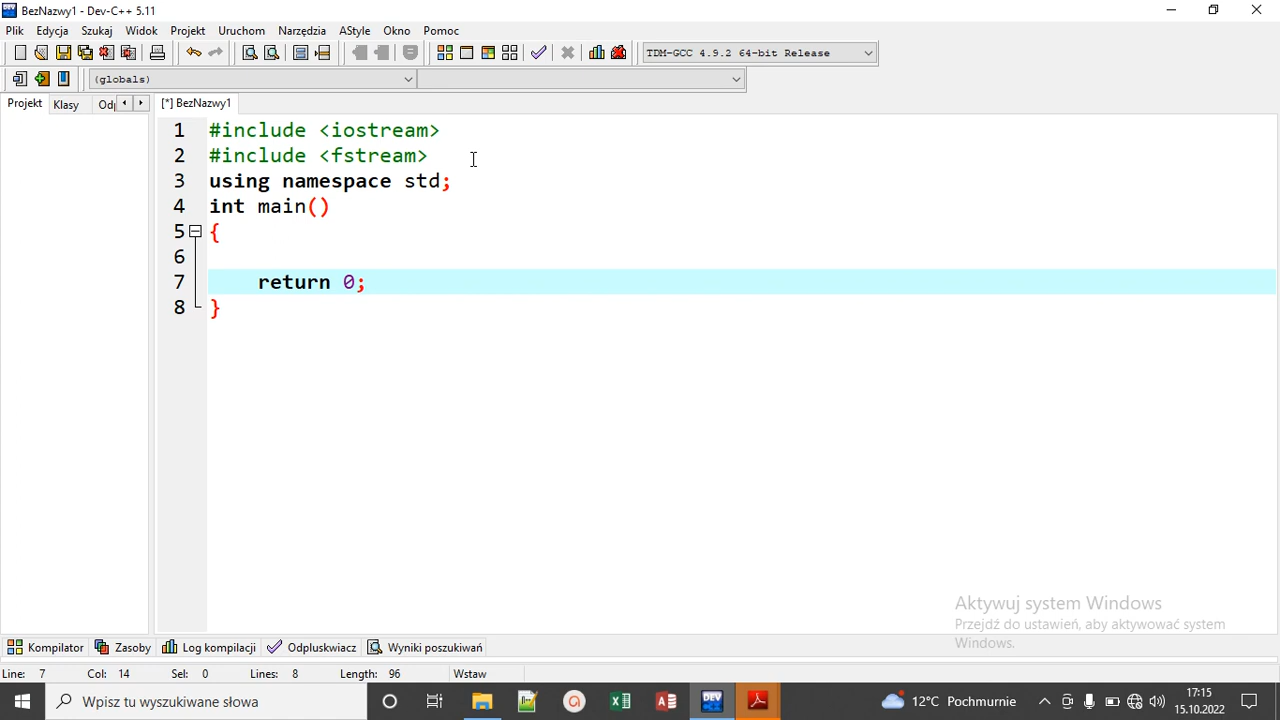 BezNazwy1 - Dev-C++ 5.11
Plik Edycja Szukaj Widok Projekt Uruchom Narzędzia AStyle Okno Pomoc
TDM-GCC 4.9.2 64-bit Release
(globals)
Projekt Klasy Odp [*] BezNazwy1
1 #include <iostream>
2 #include <fstream>
3 using namespace std;
4 int main()
5 {
6
7 return 0;
8 }
Aktywuj system Windows
Przejdź do ustawień, aby aktywować system
Windows.
Kompilator Zasoby Log kompilacji Odpluskwiacz Wyniki poszukiwań
Line: 7 Col: 14 Sel: 0 Lines: 8 Length: 96 Wstaw
Wpisz tu wyszukiwane słowa DEV 12°C Pochmurnie 17:15
15.10.2022